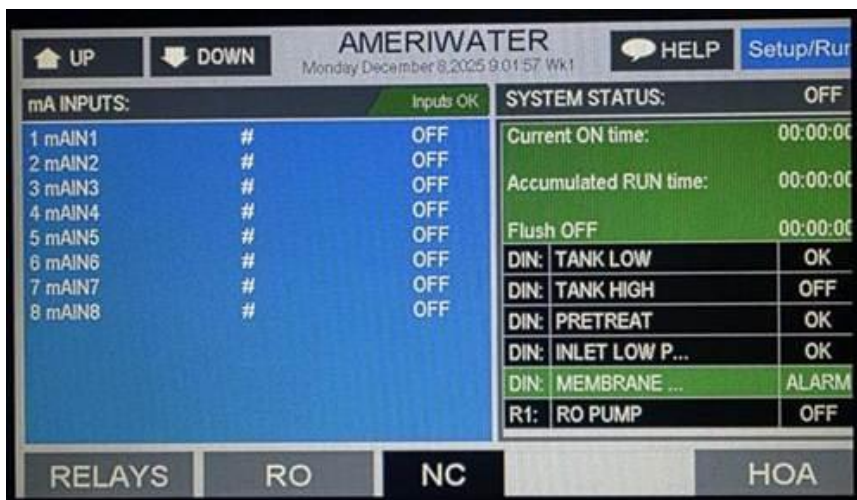 UP
DOWN
AMERIWATER
Monday December 8,2025 9:01:57 Wk1
HELP
Setup/Run
mA INPUTS:
Inputs OK
1 mAIN1 # OFF
2 mAIN2 # OFF
3 mAIN3 # OFF
4 mAIN4 # OFF
5 mAIN5 # OFF
6 mAIN6 # OFF
7 mAIN7 # OFF
8 mAIN8 # OFF
SYSTEM STATUS: OFF
Current ON time: 00:00:00
Accumulated RUN time: 00:00:00
Flush OFF 00:00:00
DIN: TANK LOW OK
DIN: TANK HIGH OFF
DIN: PRETREAT OK
DIN: INLET LOW P... OK
DIN: MEMBRANE ... ALARM
R1: RO PUMP OFF
RELAYS
RO
NC
HOA